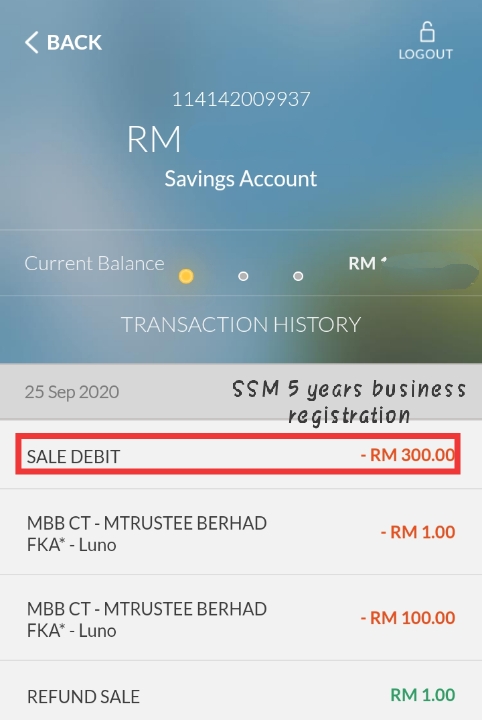 BACK
LOGOUT
114142009937
RM
Savings Account
Current Balance
RM
TRANSACTION HISTORY
25 Sep 2020
SSM 5 years business
registration
SALE DEBIT
- RM 300.00
MBB CT - MTRUSTEE BERHAD
FKA* - Luno
- RM 1.00
MBB CT - MTRUSTEE BERHAD
FKA* - Luno
- RM 100.00
REFUND SALE
RM 1.00